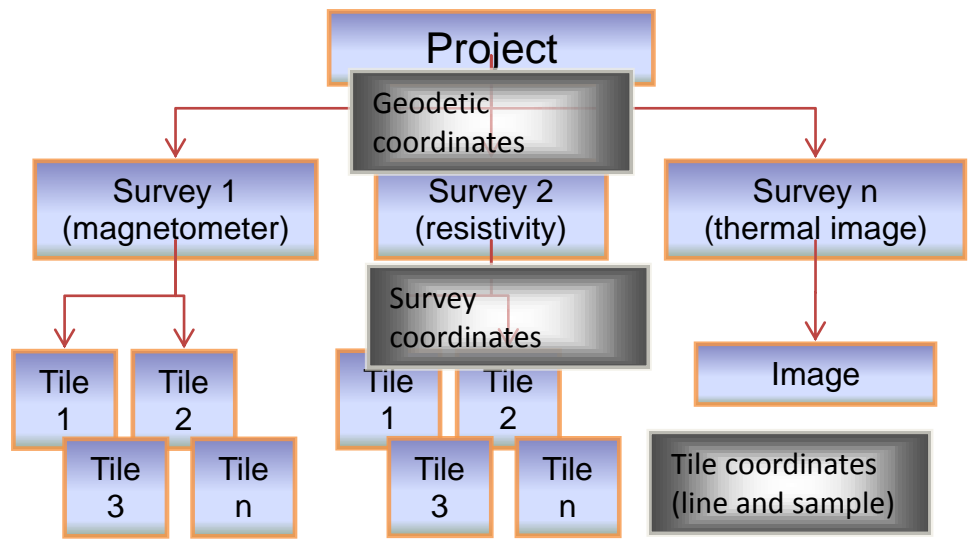 Project
Geodetic
coordinates
Survey 1
(magnetometer)
Survey 2
(resistivity)
Survey n
(thermal image)
Survey
coordinates
Tile
1
Tile
2
Tile
3
Tile
n
Tile
1
Tile
2
Tile
3
Tile
n
Image
Tile coordinates
(line and sample)